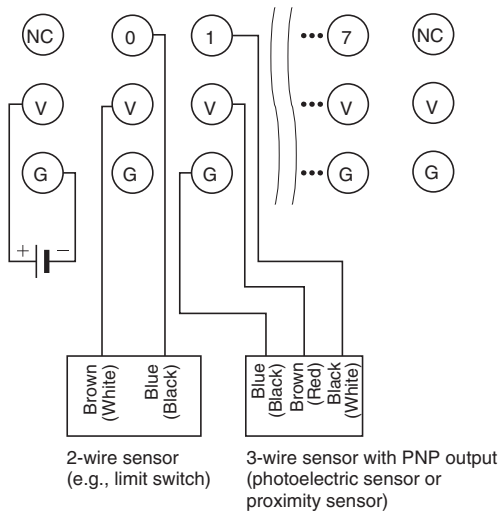 NC 0 1 ••• 7 NC
V V V ••• V V
G G G ••• G G
+ −
Brown
(White)
Blue
(Black)
Blue
(Black)
Brown
(Red)
Black
(White)
2-wire sensor
(e.g., limit switch)
3-wire sensor with PNP output
(photoelectric sensor or
proximity sensor)